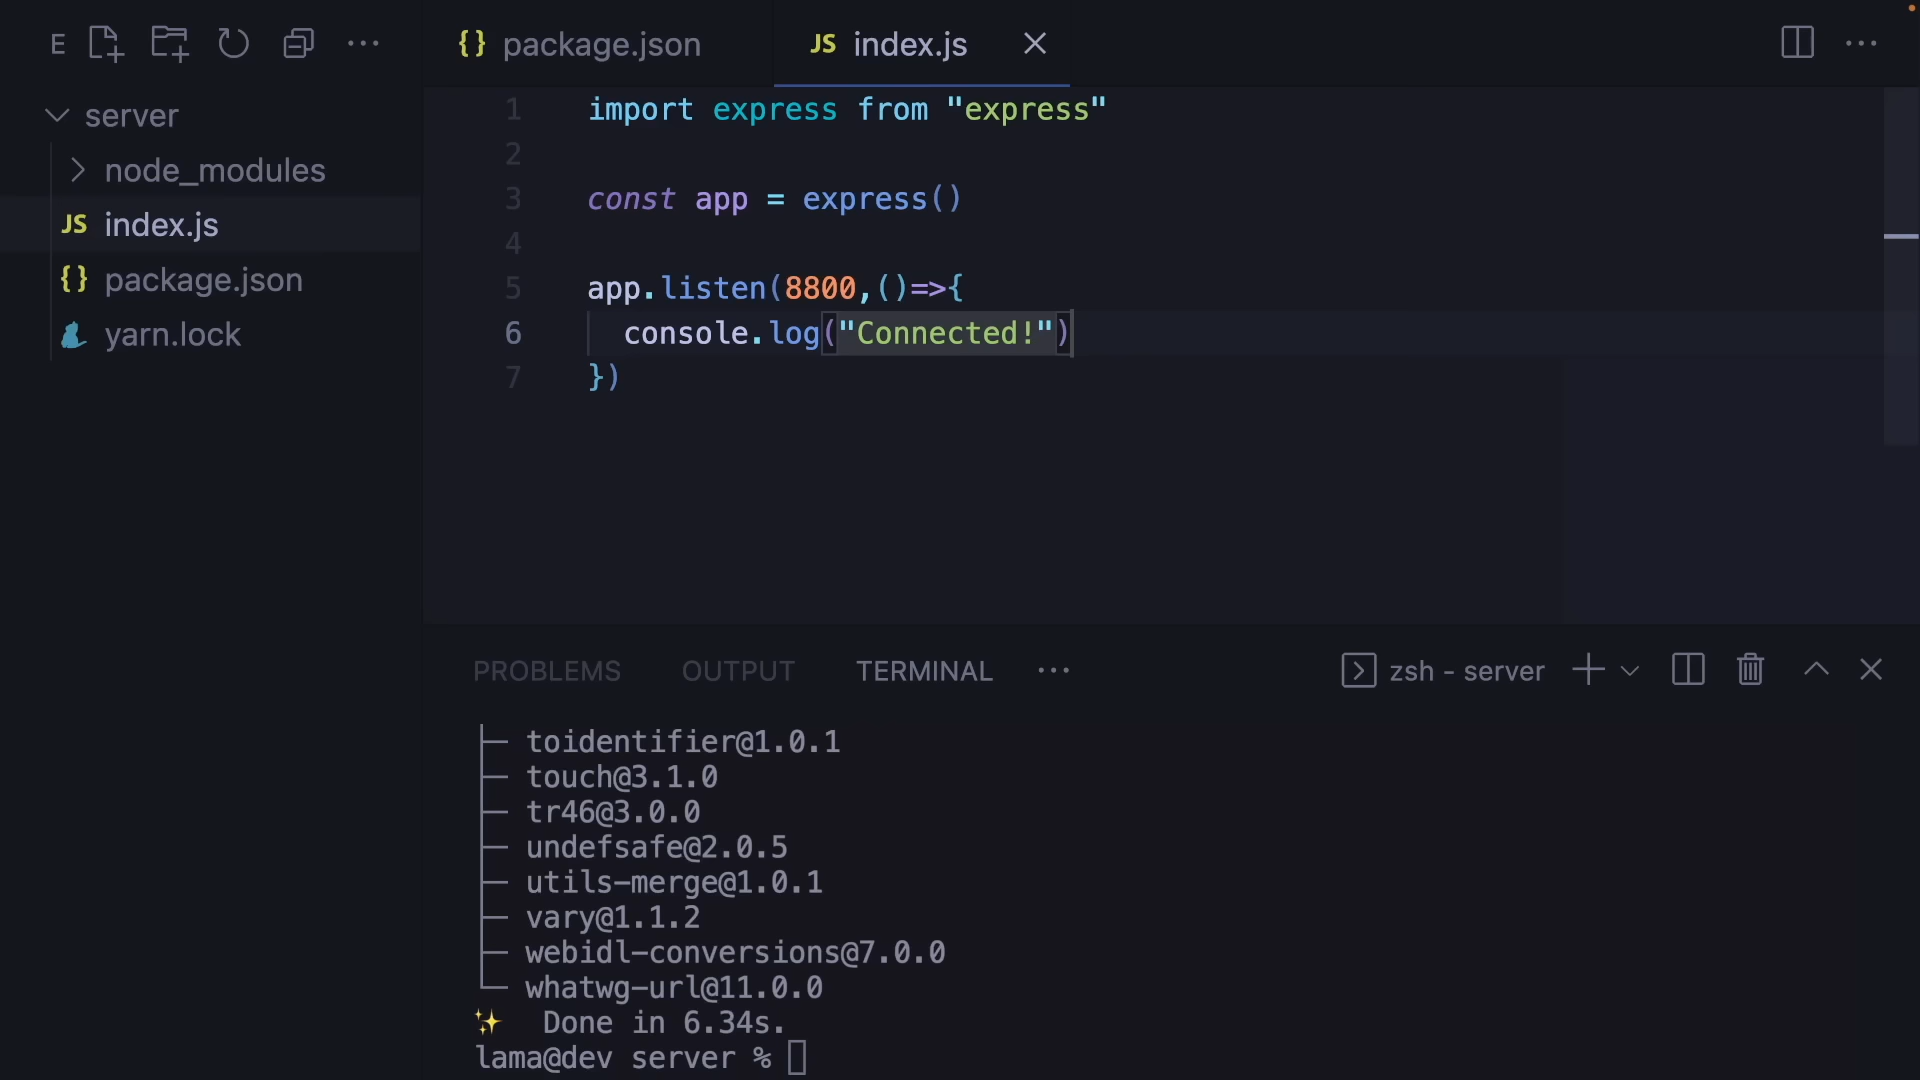 E
{} package.json
JS index.js
server
node_modules
JS index.js
{} package.json
yarn.lock
1 import express from "express"
2
3 const app = express()
4
5 app.listen(8800,()=>{
6 console.log("Connected!")
7 })
PROBLEMS OUTPUT TERMINAL ··· zsh - server
├─ toidentifier@1.0.1
├─ touch@3.1.0
├─ tr46@3.0.0
├─ undefsafe@2.0.5
├─ utils-merge@1.0.1
├─ vary@1.1.2
├─ webidl-conversions@7.0.0
└─ whatwg-url@11.0.0
✨ Done in 6.34s.
lama@dev server %